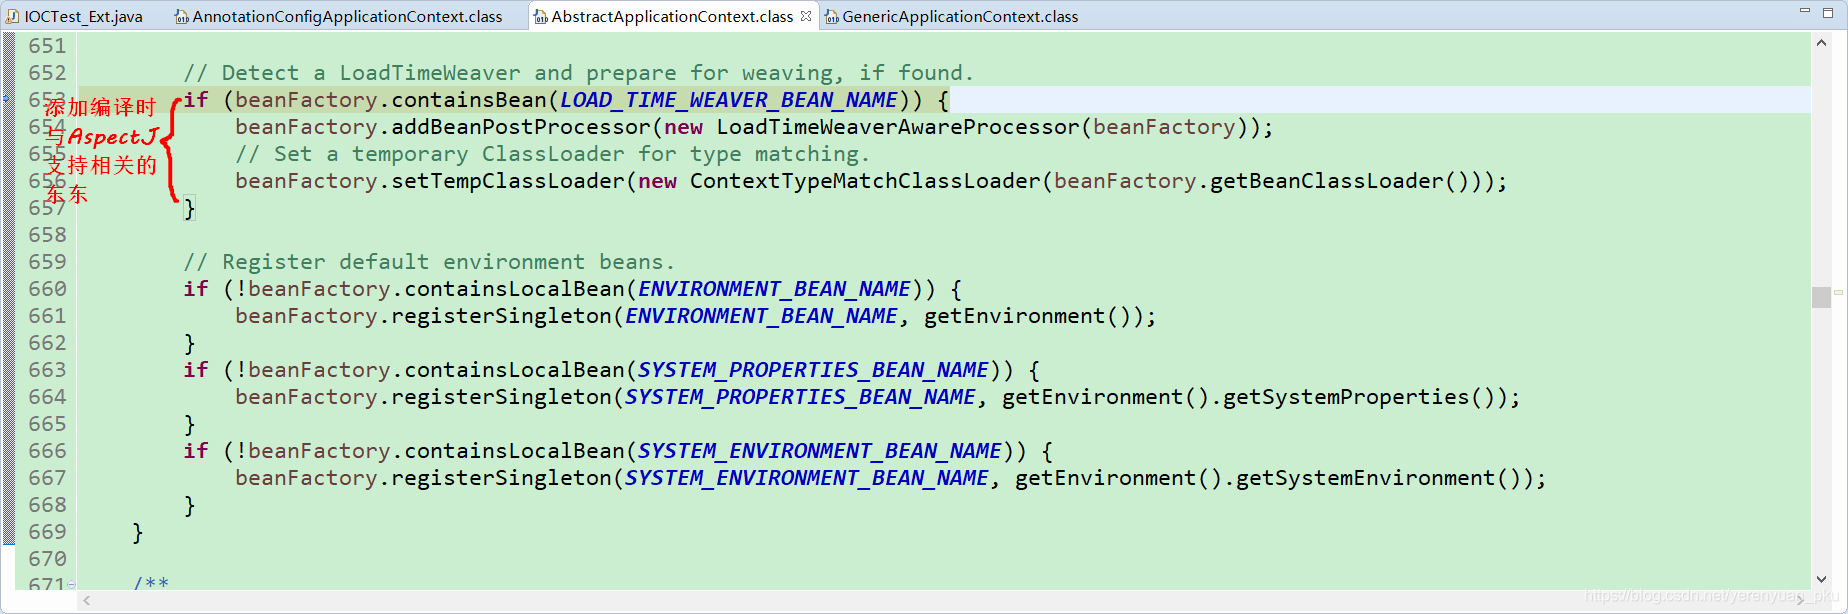 IOCTest_Ext.java AnnotationConfigApplicationContext.class AbstractApplicationContext.class GenericApplicationContext.class
651
652 // Detect a LoadTimeWeaver and prepare for weaving, if found.
653 if (beanFactory.containsBean(LOAD_TIME_WEAVER_BEAN_NAME)) {
654 beanFactory.addBeanPostProcessor(new LoadTimeWeaverAwareProcessor(beanFactory));
655 // Set a temporary ClassLoader for type matching.
656 beanFactory.setTempClassLoader(new ContextTypeMatchClassLoader(beanFactory.getBeanClassLoader()));
657 }
添加编译时
与AspectJ
支持相关的
东东
658
659 // Register default environment beans.
660 if (!beanFactory.containsLocalBean(ENVIRONMENT_BEAN_NAME)) {
661 beanFactory.registerSingleton(ENVIRONMENT_BEAN_NAME, getEnvironment());
662 }
663 if (!beanFactory.containsLocalBean(SYSTEM_PROPERTIES_BEAN_NAME)) {
664 beanFactory.registerSingleton(SYSTEM_PROPERTIES_BEAN_NAME, getEnvironment().getSystemProperties());
665 }
666 if (!beanFactory.containsLocalBean(SYSTEM_ENVIRONMENT_BEAN_NAME)) {
667 beanFactory.registerSingleton(SYSTEM_ENVIRONMENT_BEAN_NAME, getEnvironment().getSystemEnvironment());
668 }
669 }
670
671 /**
https://blog.csdn.net/yerenyuan_pku